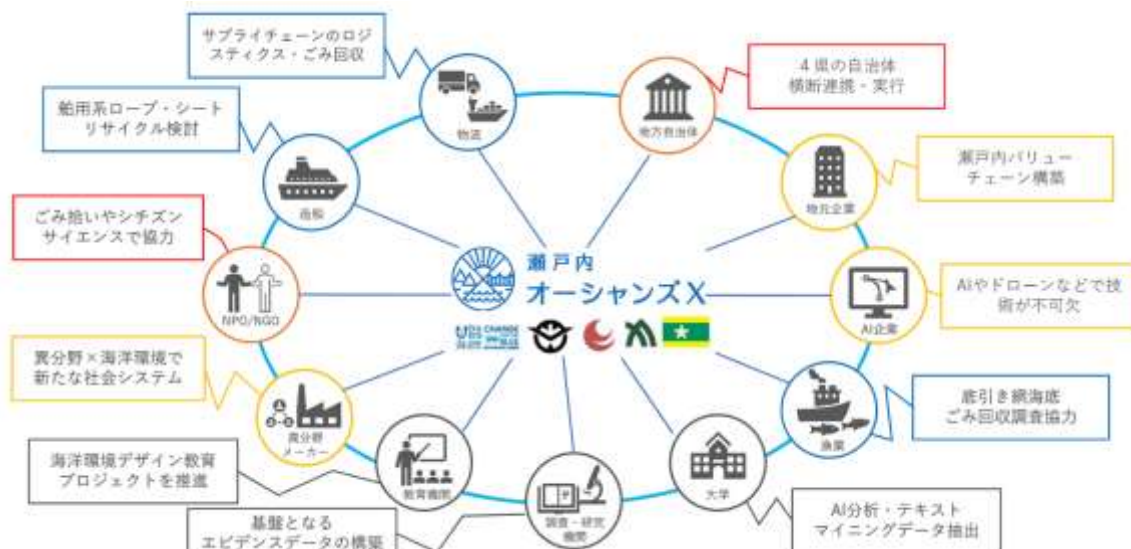 サプライチェーンのロジ
スティクス・ごみ回収
物流
４県の自治体
横断連携・実行
地方自治体
舶用系ロープ・シート
リサイクル検討
瀬戸内バリュー
チェーン構築
地元企業
ごみ拾いやシチズン
サイエンスで協力
NPO/NGO
瀬戸内
オーシャンズX
CHANGE
AIやドローンなどで技
術が不可欠
AI企業
異分野×海洋環境で
新たな社会システム
異分野
メーカー
底引き網海底
ごみ回収調査協力
漁業
海洋環境デザイン教育
プロジェクトを推進
教育機関
大学
基盤となる
エビデンスデータの構築
調査・研究
機関
AI分析・テキスト
マイニングデータ抽出